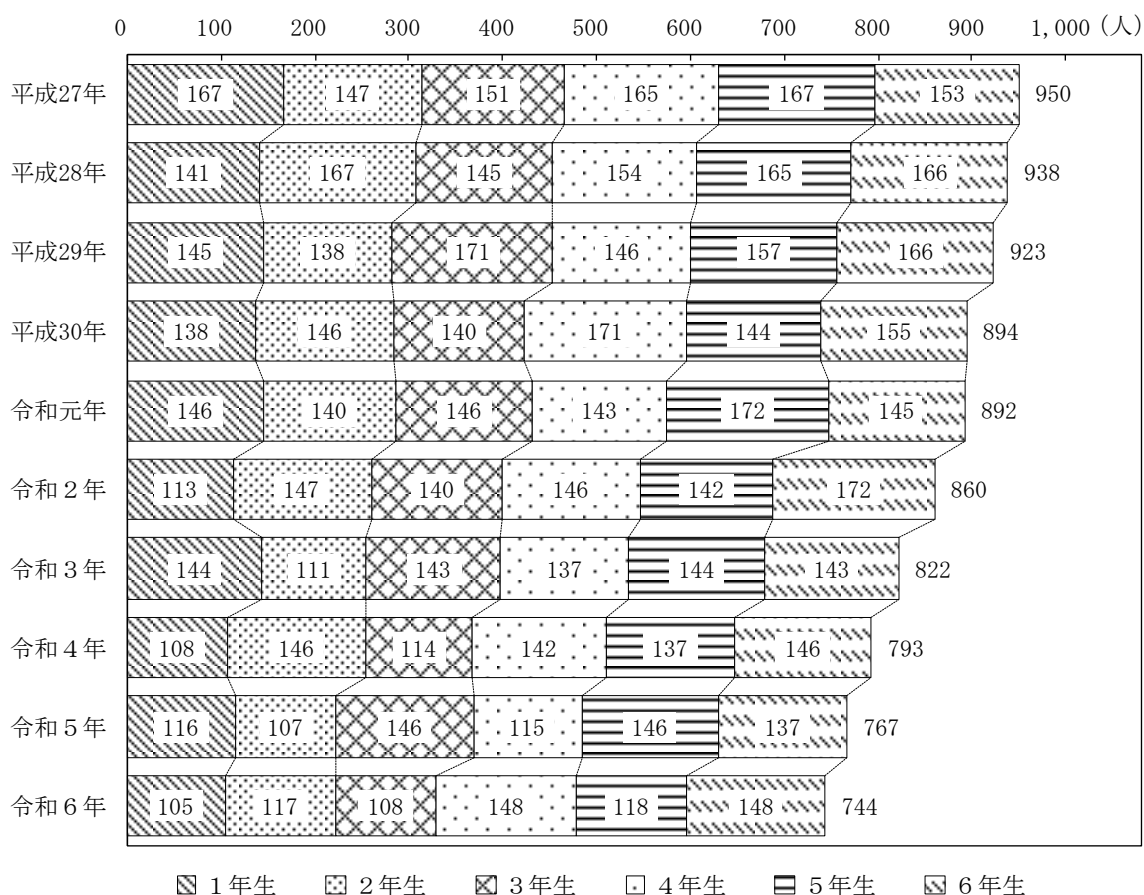 0 100 200 300 400 500 600 700 800 900 1,000 (人)
平成27年 167 147 151 165 167 153 950
平成28年 141 167 145 154 165 166 938
平成29年 145 138 171 146 157 166 923
平成30年 138 146 140 171 144 155 894
令和元年 146 140 146 143 172 145 892
令和2年 113 147 140 146 142 172 860
令和3年 144 111 143 137 144 143 822
令和4年 108 146 114 142 137 146 793
令和5年 116 107 146 115 146 137 767
令和6年 105 117 108 148 118 148 744
1年生 2年生 3年生 4年生 5年生 6年生